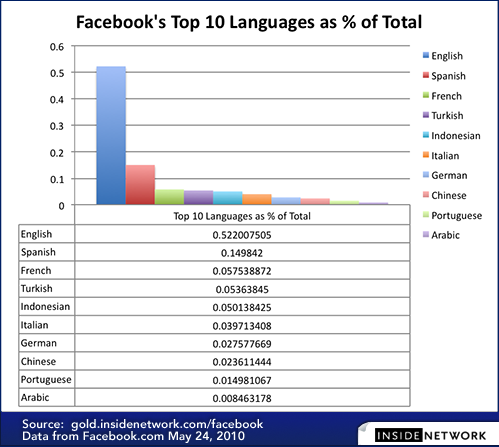 Facebook's Top 10 Languages as % of Total
0.6
0.5
0.4
0.3
0.2
0.1
0
English
Spanish
French
Turkish
Indonesian
Italian
German
Chinese
Portuguese
Arabic
Top 10 Languages as % of Total
English 0.522007505
Spanish 0.149842
French 0.057538872
Turkish 0.05363845
Indonesian 0.050138425
Italian 0.039713408
German 0.027577669
Chinese 0.023611444
Portuguese 0.014981067
Arabic 0.008463178
Source: gold.insidenetwork.com/facebook
Data from Facebook.com May 24, 2010
INSIDE NETWORK